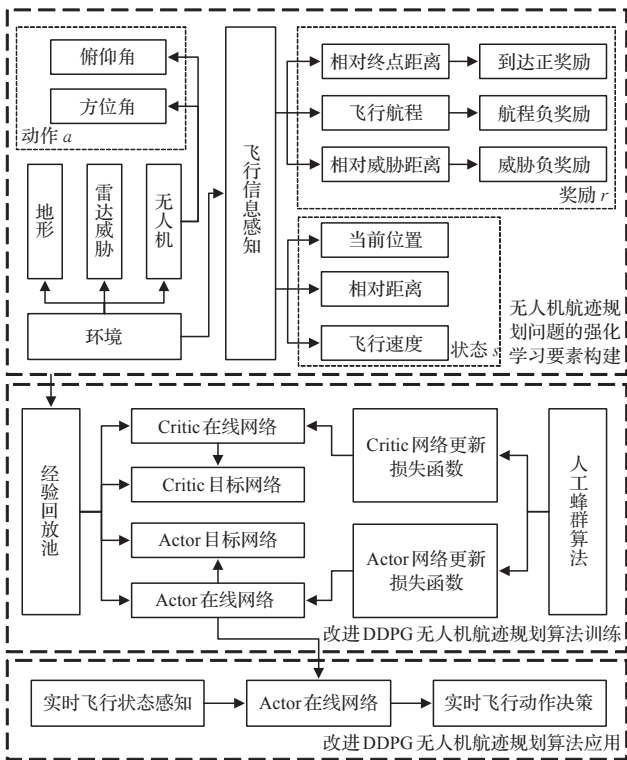 俯仰角
方位角
动作 a
地形
雷达威胁
无人机
环境
飞行信息感知
相对终点距离
到达正奖励
飞行航程
航程负奖励
相对威胁距离
威胁负奖励
奖励 r
当前位置
相对距离
飞行速度
状态 s
无人机航迹规
划问题的强化
学习要素构建
经验回放池
Critic 在线网络
Critic 目标网络
Actor 目标网络
Actor 在线网络
Critic 网络更新
损失函数
Actor 网络更新
损失函数
人工蜂群算法
改进 DDPG 无人机航迹规划算法训练
实时飞行状态感知
Actor 在线网络
实时飞行动作决策
改进 DDPG 无人机航迹规划算法应用